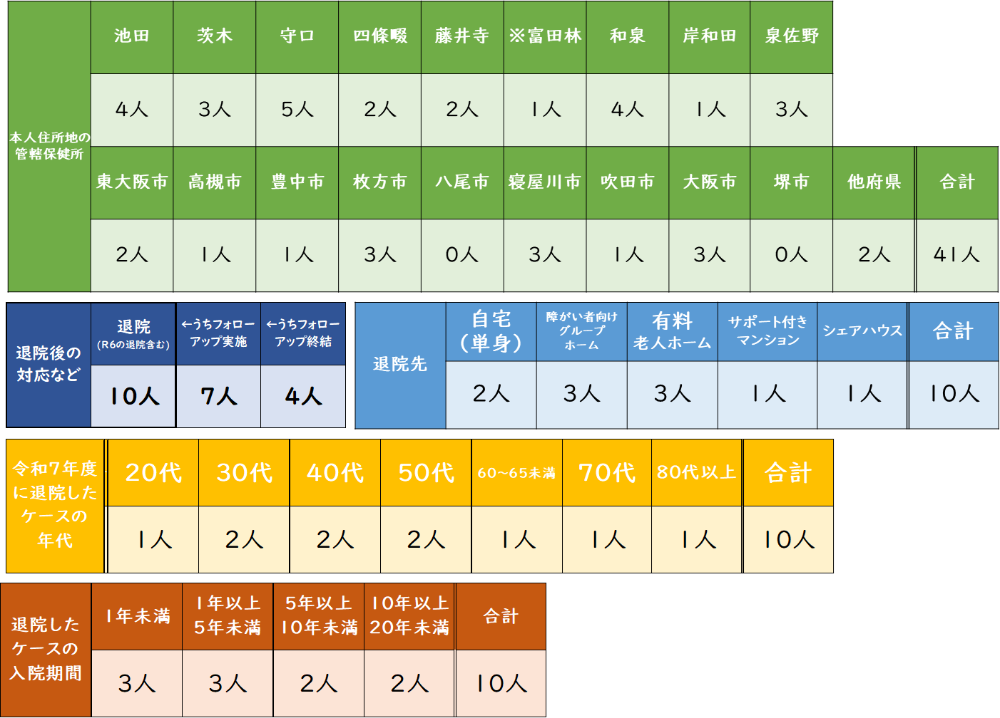 本人住所地の
管轄保健所
池田 茨木 守口 四條畷 藤井寺 ※富田林 和泉 岸和田 泉佐野
4人 3人 5人 2人 2人 1人 4人 1人 3人
東大阪市 高槻市 豊中市 枚方市 八尾市 寝屋川市 吹田市 大阪市 堺市 他府県 合計
2人 1人 1人 3人 0人 3人 1人 3人 0人 2人 41人
退院後の
対応など
退院
(R6の退院含む)
←うちフォロー
アップ実施
←うちフォロー
アップ終結
10人 7人 4人
退院先
自宅
(単身)
障がい者向け
グループ
ホーム
有料
老人ホーム
サポート付き
マンション
シェアハウス
合計
2人 3人 3人 1人 1人 10人
令和7年度
に退院した
ケースの
年代
20代 30代 40代 50代 60~65未満 70代 80代以上 合計
1人 2人 2人 2人 1人 1人 1人 10人
退院した
ケースの
入院期間
1年未満
1年以上
5年未満
5年以上
10年未満
10年以上
20年未満
合計
3人 3人 2人 2人 10人